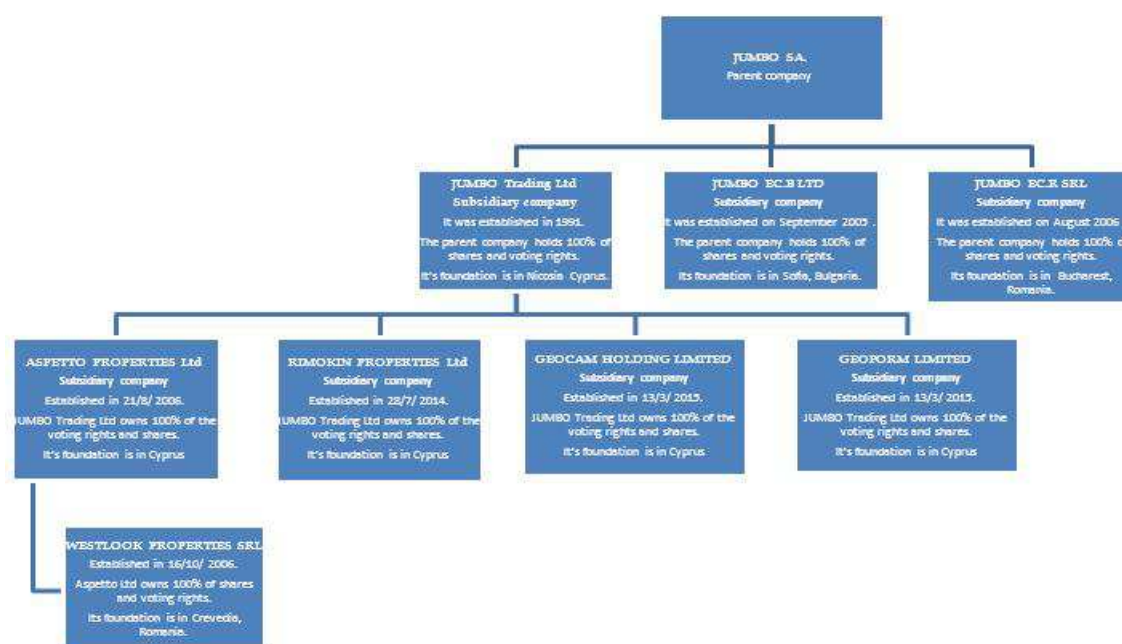 JUMBO SA.
Parent company
JUMBO Trading Ltd
Subsidiary company
It was established in 1991.
The parent company holds 100% of
shares and voting rights.
It's foundation is in Nicosia Cyprus.
JUMBO EC.B LTD
Subsidiary company
It was established on September 2005 .
The parent company holds 100% of
shares and voting rights.
Its foundation is in Sofia, Bulgaria.
JUMBO EC.R SRL
Subsidiary company
It was established on August 2006
The parent company holds 100% of
shares and voting rights.
Its foundation is in Bucharest,
Romania.
ASPETTO PROPERTIES Ltd
Subsidiary company
Established in 21/8/ 2006.
JUMBO Trading Ltd owns 100% of the
voting rights and shares.
It's foundation is in Cyprus
RIMOKIN PROPERTIES Ltd
Subsidiary company
Established in 28/7/ 2014.
JUMBO Trading Ltd owns 100% of the
voting rights and shares.
It's foundation is in Cyprus
GEOCAM HOLDING LIMITED
Subsidiary company
Established in 13/3/ 2015.
JUMBO Trading Ltd owns 100% of the
voting rights and shares.
It's foundation is in Cyprus
GEOFORM LIMITED
Subsidiary company
Established in 13/3/ 2015.
JUMBO Trading Ltd owns 100% of the
voting rights and shares.
It's foundation is in Cyprus
WESTLOOK PROPERTIES SRL
Established in 16/10/ 2006.
Aspetto Ltd owns 100% of shares
and voting rights.
Its foundation is in Crevedia,
Romania.